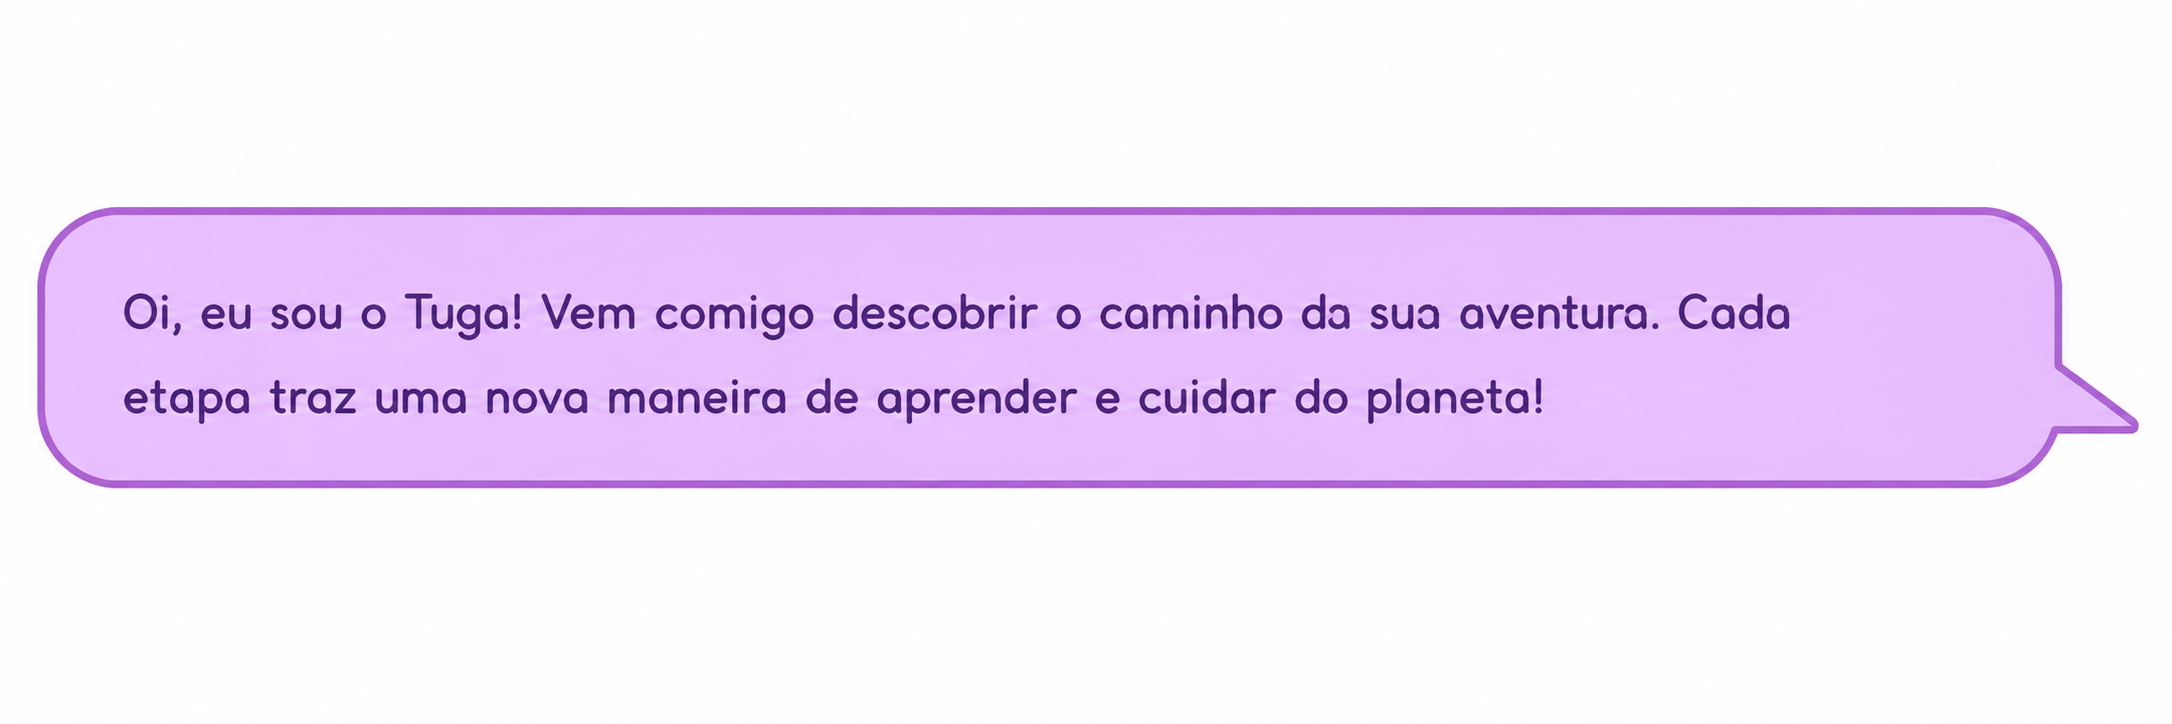 Oi, eu sou o Tuga! Vem comigo descobrir o caminho da sua aventura. Cada
etapa traz uma nova maneira de aprender e cuidar do planeta!